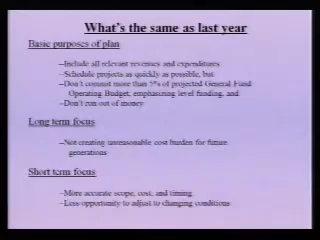 What's the same as last year
Basic purposes of plan
--Include all relevant revenues and expenditures
--Schedule projects as quickly as possible, but
--Don't commit more than 5% of projected General Fund
Operating Budget, emphasizing level funding, and
--Don't run out of money
Long term focus
--Not creating unreasonable cost burden for future
generations
Short term focus
--More accurate scope, cost, and timing.
--Less opportunity to adjust to changing conditions